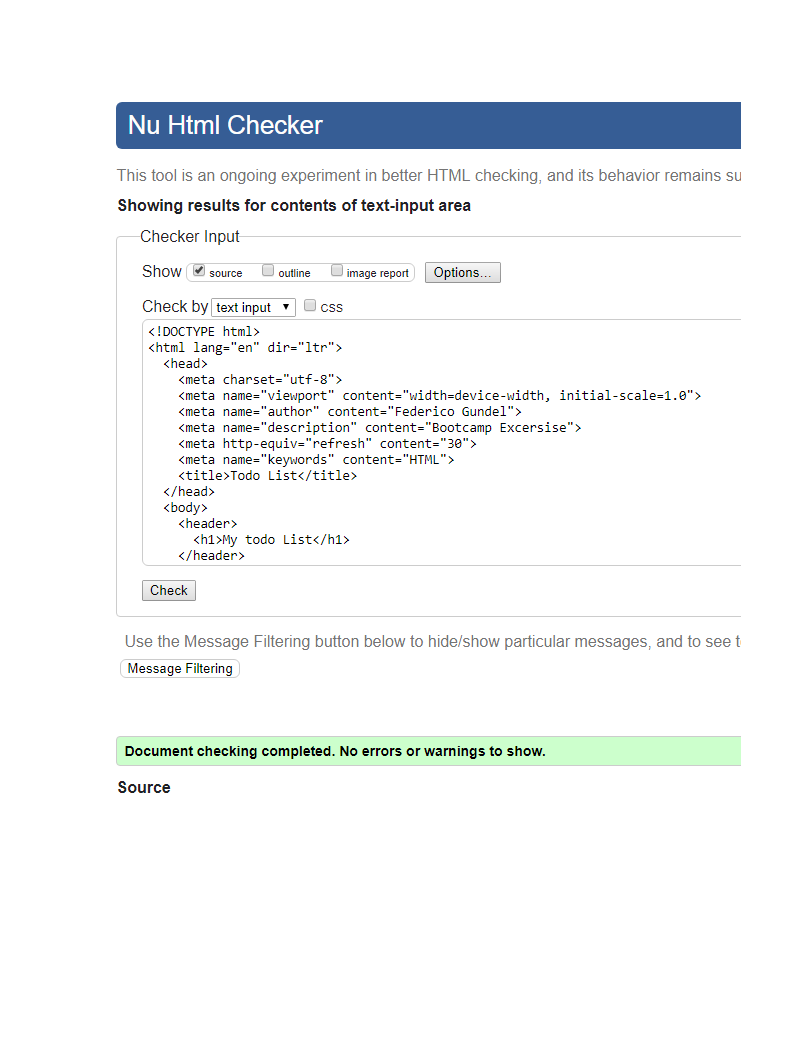 Nu Html Checker
This tool is an ongoing experiment in better HTML checking, and its behavior remains su
Showing results for contents of text-input area
Checker Input
Show source outline image report Options...
Check by text input css
<!DOCTYPE html>
<html lang="en" dir="ltr">
<head>
<meta charset="utf-8">
<meta name="viewport" content="width=device-width, initial-scale=1.0">
<meta name="author" content="Federico Gundel">
<meta name="description" content="Bootcamp Excersise">
<meta http-equiv="refresh" content="30">
<meta name="keywords" content="HTML">
<title>Todo List</title>
</head>
<body>
<header>
<h1>My todo List</h1>
</header>
Check
Use the Message Filtering button below to hide/show particular messages, and to see t
Message Filtering
Document checking completed. No errors or warnings to show.
Source